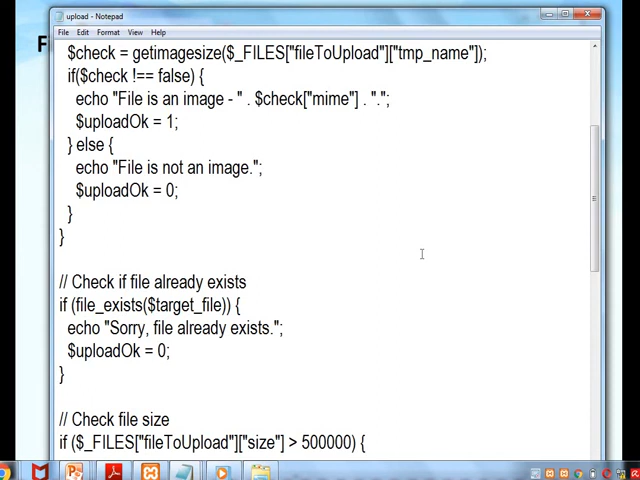 upload - Notepad
File Edit Format View Help
$check = getimagesize($_FILES["fileToUpload"]["tmp_name"]);
if($check !== false) {
echo "File is an image - " . $check["mime"] . ".";
$uploadOk = 1;
} else {
echo "File is not an image.";
$uploadOk = 0;
}
}
// Check if file already exists
if (file_exists($target_file)) {
echo "Sorry, file already exists.";
$uploadOk = 0;
}
// Check file size
if ($_FILES["fileToUpload"]["size"] > 500000) {